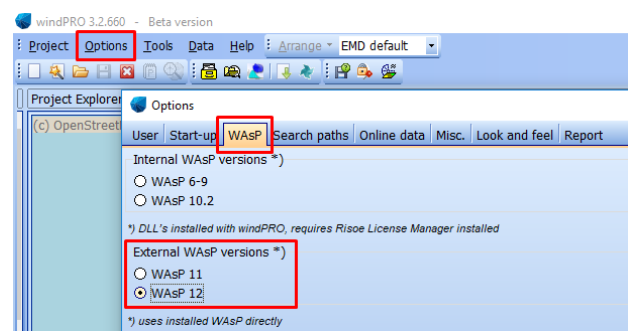 windPRO 3.2.660 - Beta version
Project Options Tools Data Help Arrange EMD default
Project Explorer
Options
(c) OpenStreet
User Start-up WAsP Search paths Online data Misc. Look and feel Report
Internal WAsP versions *)
WAsP 6-9
WAsP 10.2
*) DLL's installed with windPRO, requires Risoe License Manager installed
External WAsP versions *)
WAsP 11
WAsP 12
*) uses installed WAsP directly